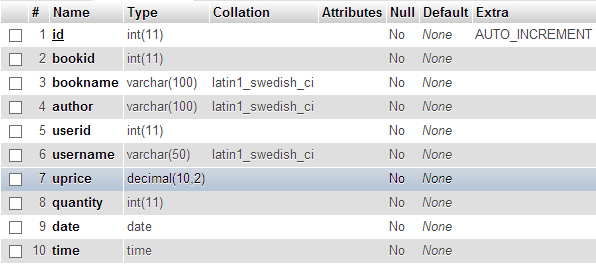 # Name Type Collation Attributes Null Default Extra
1 id int(11) No None AUTO_INCREMENT
2 bookid int(11) No None
3 bookname varchar(100) latin1_swedish_ci No None
4 author varchar(100) latin1_swedish_ci No None
5 userid int(11) No None
6 username varchar(50) latin1_swedish_ci No None
7 uprice decimal(10,2) No None
8 quantity int(11) No None
9 date date No None
10 time time No None